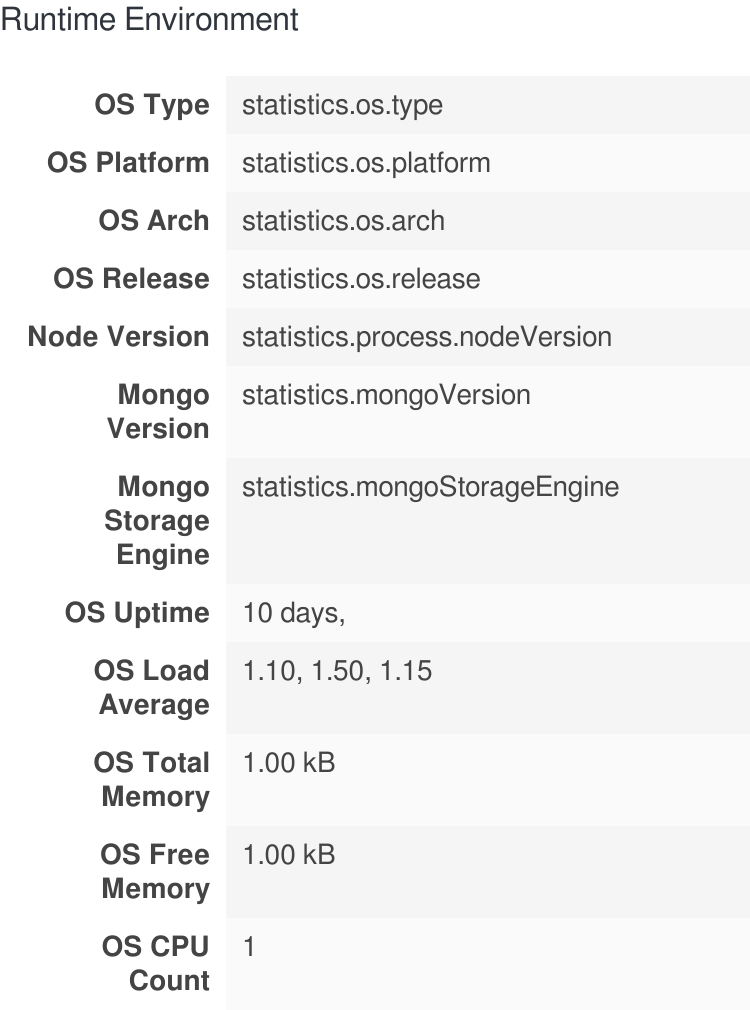 Runtime Environment
OS Type statistics.os.type
OS Platform statistics.os.platform
OS Arch statistics.os.arch
OS Release statistics.os.release
Node Version statistics.process.nodeVersion
Mongo statistics.mongoVersion
Version
Mongo statistics.mongoStorageEngine
Storage
Engine
OS Uptime 10 days,
OS Load 1.10, 1.50, 1.15
Average
OS Total 1.00 kB
Memory
OS Free 1.00 kB
Memory
OS CPU 1
Count